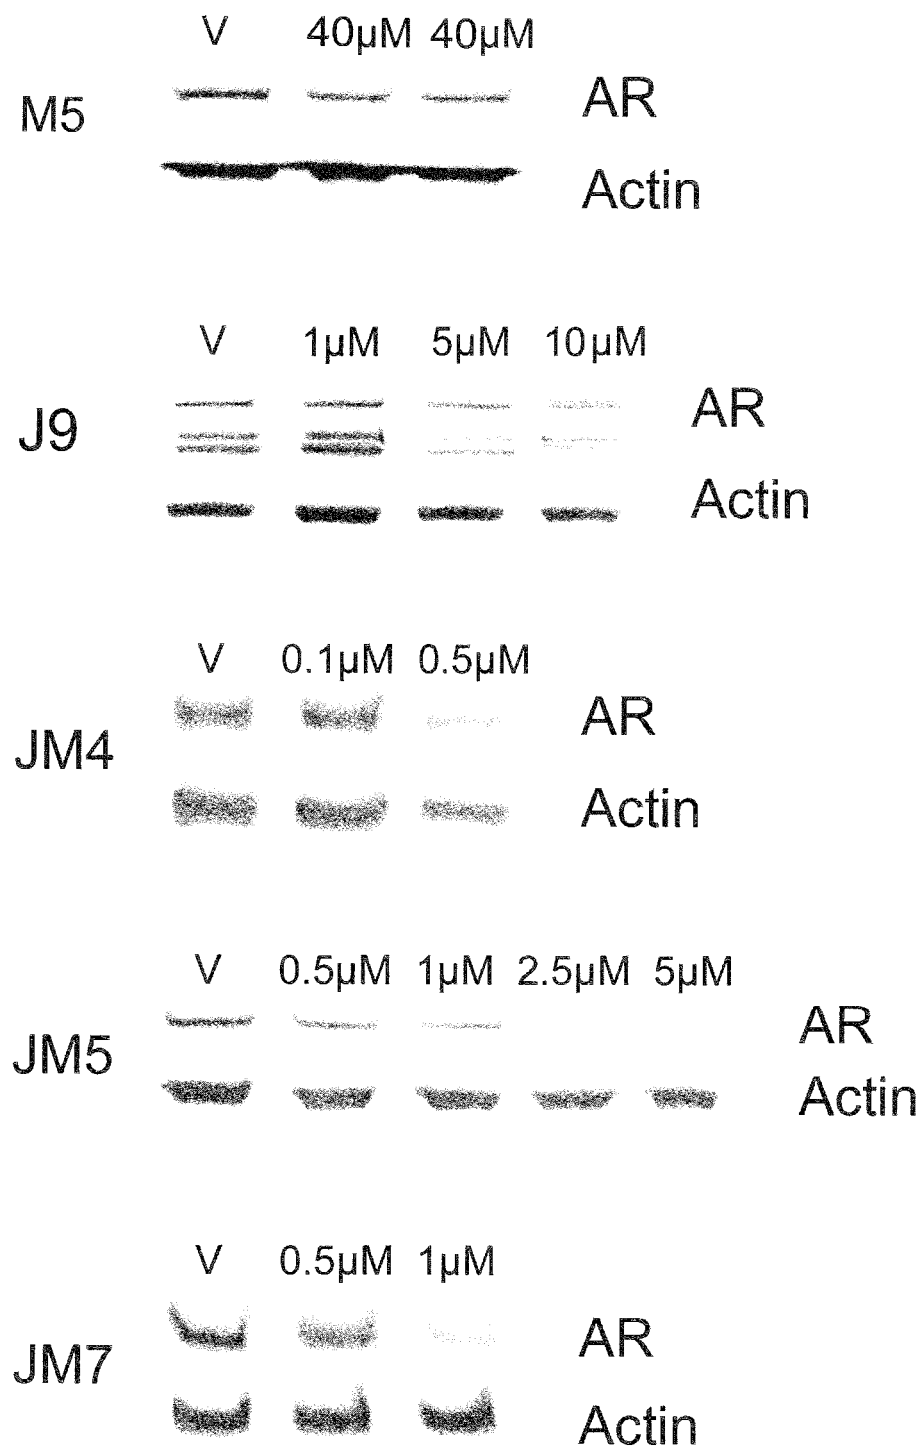 V 40µM 40µM
M5
AR
Actin
V 1µM 5µM 10µM
J9
AR
Actin
V 0.1µM 0.5µM
JM4
AR
Actin
V 0.5µM 1µM 2.5µM 5µM
JM5
AR
Actin
V 0.5µM 1µM
JM7
AR
Actin